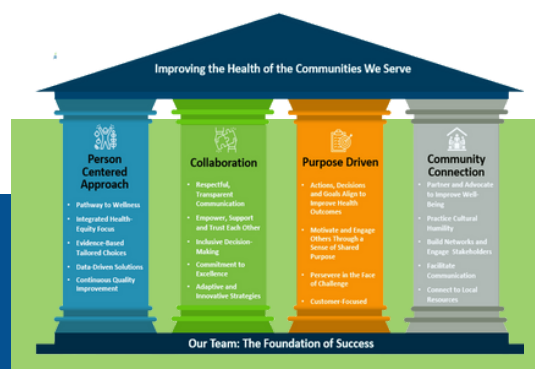 Improving the Health of the Communities We Serve
Person
Centered
Approach
• Pathway to Wellness
• Integrated Health-
Equity Focus
• Evidence-Based
Tailored Choices
• Data-Driven Solutions
• Continuous Quality
Improvement
Collaboration
• Respectful,
Transparent
Communication
• Empower, Support
and Trust Each Other
• Inclusive Decision-
Making
• Commitment to
Excellence
• Adaptive and
Innovative Strategies
Purpose Driven
• Actions, Decisions
and Goals Align to
Improve Health
Outcomes
• Motivate and Engage
Others Through a
Sense of Shared
Purpose
• Persevere in the Face
of Challenge
• Customer-Focused
Community
Connection
• Partner and Advocate
to Improve Well-
Being
• Practice Cultural
Humility
• Build Networks and
Engage Stakeholders
• Facilitate
Communication
• Connect to Local
Resources
Our Team: The Foundation of Success